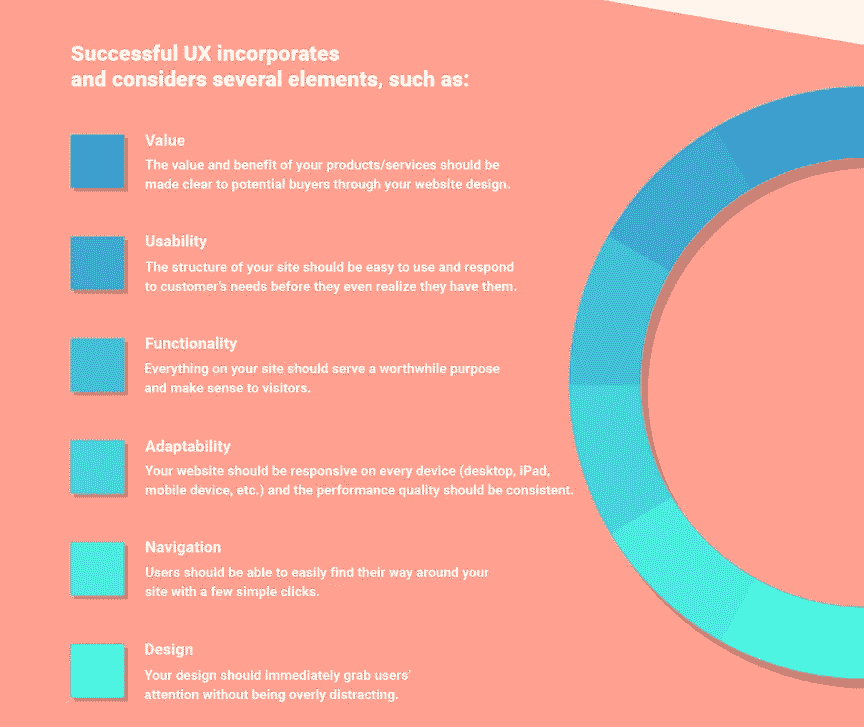 Successful UX incorporates
and considers several elements, such as:
Value
The value and benefit of your products/services should be
made clear to potential buyers through your website design.
Usability
The structure of your site should be easy to use and respond
to customer's needs before they even realize they have them.
Functionality
Everything on your site should serve a worthwhile purpose
and make sense to visitors.
Adaptability
Your website should be responsive on every device (desktop, iPad,
mobile device, etc.) and the performance quality should be consistent.
Navigation
Users should be able to easily find their way around your
site with a few simple clicks.
Design
Your design should immediately grab users'
attention without being overly distracting.